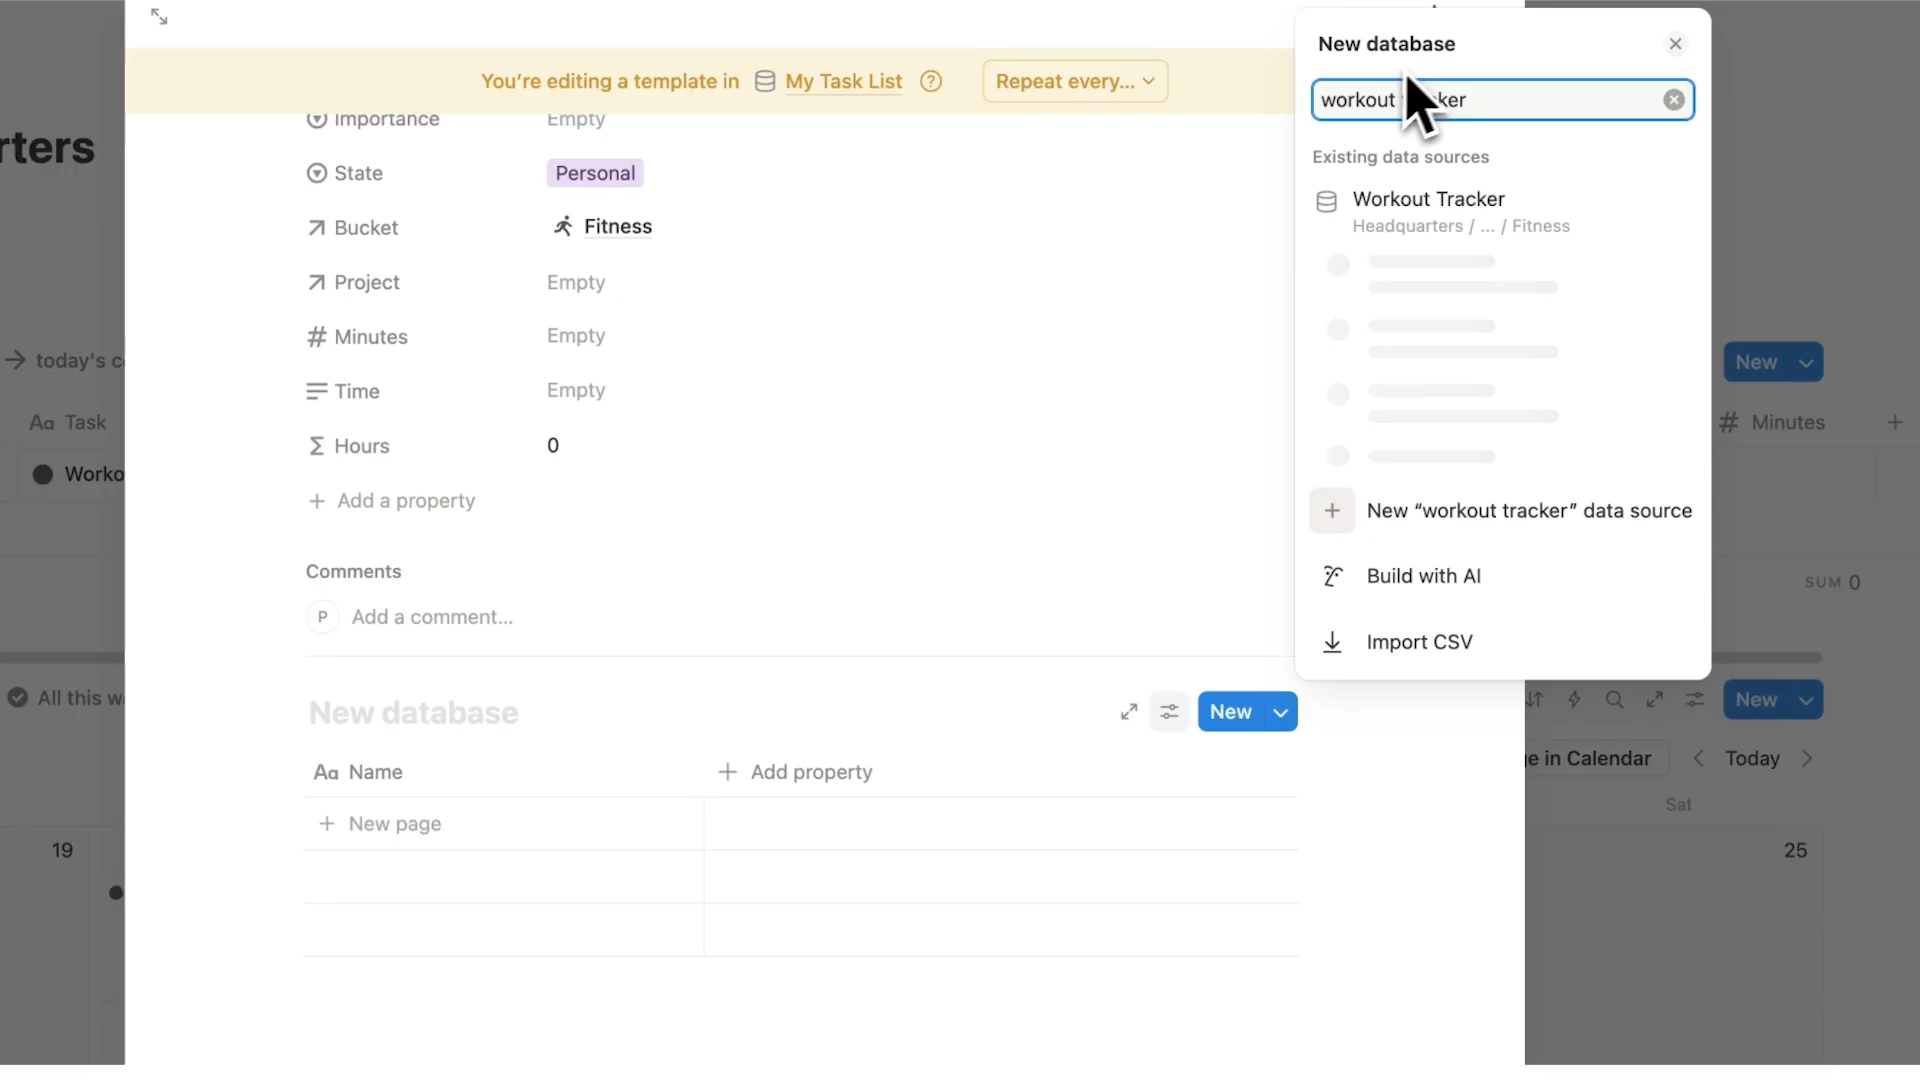 You're editing a template in My Task List
Repeat every...
rters
Importance Empty
State Personal
Bucket Fitness
Project Empty
Minutes Empty
Time Empty
Hours 0
Add a property
Comments
P Add a comment...
New database
New
Aa Name
Add property
New page
New database
workout
Existing data sources
Workout Tracker
Headquarters / ... / Fitness
New “workout tracker” data source
Build with AI
Import CSV
today's
Aa Task
New
Minutes
SUM 0
All this
New
in Calendar
Today
Sat
19
25